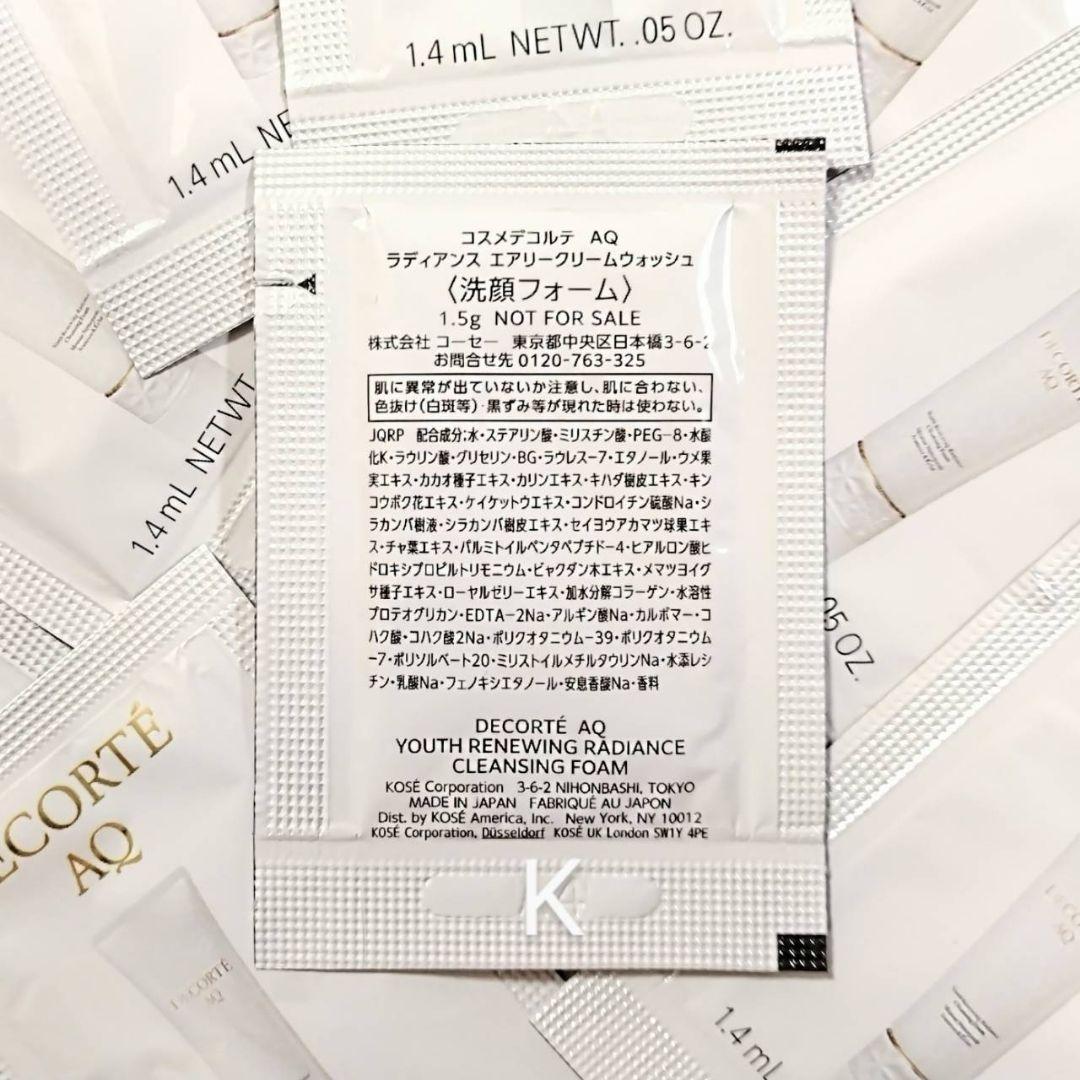 1.4 mL NET WT. .05 OZ.
1.4 mL NE
1.4 mL NETWT
コスメデコルテ AQ
ラディアンス エアリークリームウォッシュ
〈洗顔フォーム〉
1.5g NOT FOR SALE
株式会社 コーセー 東京都中央区日本橋3-6-2
お問合せ先 0120-763-325
肌に異常が出ていないか注意し、肌に合わない、
色抜け(白斑等)・黒ずみ等が現れた時は使わない。
JQRP 配合成分;水・ステアリン酸・ミリスチン酸・PEG-8・水酸
化K・ラウリン酸・グリセリン・BG・ラウレス-7・エタノール・ウメ果
実エキス・カカオ種子エキス・カリンエキス・キハダ樹皮エキス・キン
コウボク花エキス・ケイケットウエキス・コンドロイチン硫酸Na・シ
ラカンバ樹液・シラカンバ樹皮エキス・セイヨウアカマツ球果エキ
ス・チャ葉エキス・パルミトイルペンタペプチド-4・ヒアルロン酸ヒ
ドロキシプロピルトリモニウム・ビャクダン木エキス・メマツヨイグ
サ種子エキス・ローヤルゼリーエキス・加水分解コラーゲン・水溶性
プロテオグリカン・EDTA-2Na・アルギン酸Na・カルボマー・コ
ハク酸・コハク酸2Na・ポリクオタニウム-39・ポリクオタニウム
-7・ポリソルベート20・ミリストイルメチルタウリンNa・水添レシ
チン・乳酸Na・フェノキシエタノール・安息香酸Na・香料
DECORTÉ AQ
YOUTH RENEWING RADIANCE
CLEANSING FOAM
KOSÉ Corporation 3-6-2 NIHONBASHI, TOKYO
MADE IN JAPAN FABRIQUÉ AU JAPON
Dist. by KOSÉ America, Inc. New York, NY 10012
KOSÉ Corporation, Düsseldorf KOSÉ UK London SW1Y 4PE
K
05 OZ.
ECORTÉ
AQ
DECORTÉ
AQ
DECORT
AQ
1.4 mL